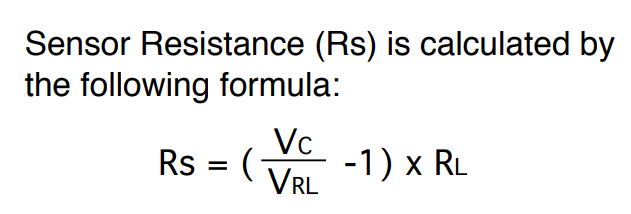 Sensor Resistance (Rs) is calculated by
the following formula:
Rs = ( VC / VRL -1) x RL